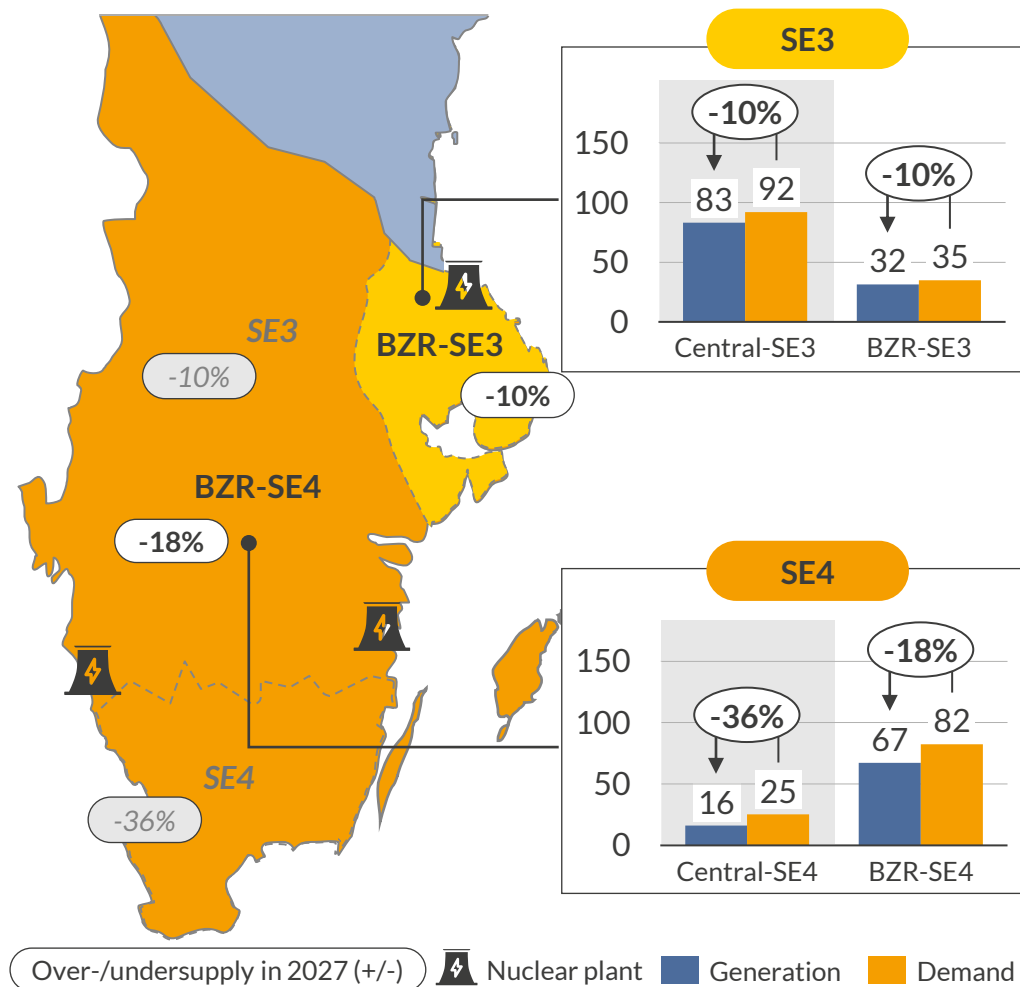 SE3
BZR-SE3
-10%
-10%
BZR-SE4
-18%
SE4
-36%
SE3
-10%
-10%
150
100
50
0
83
92
32
35
Central-SE3
BZR-SE3
SE4
-18%
-36%
150
100
50
0
16
25
67
82
Central-SE4
BZR-SE4
Over-/undersupply in 2027 (+/-)
Nuclear plant
Generation
Demand